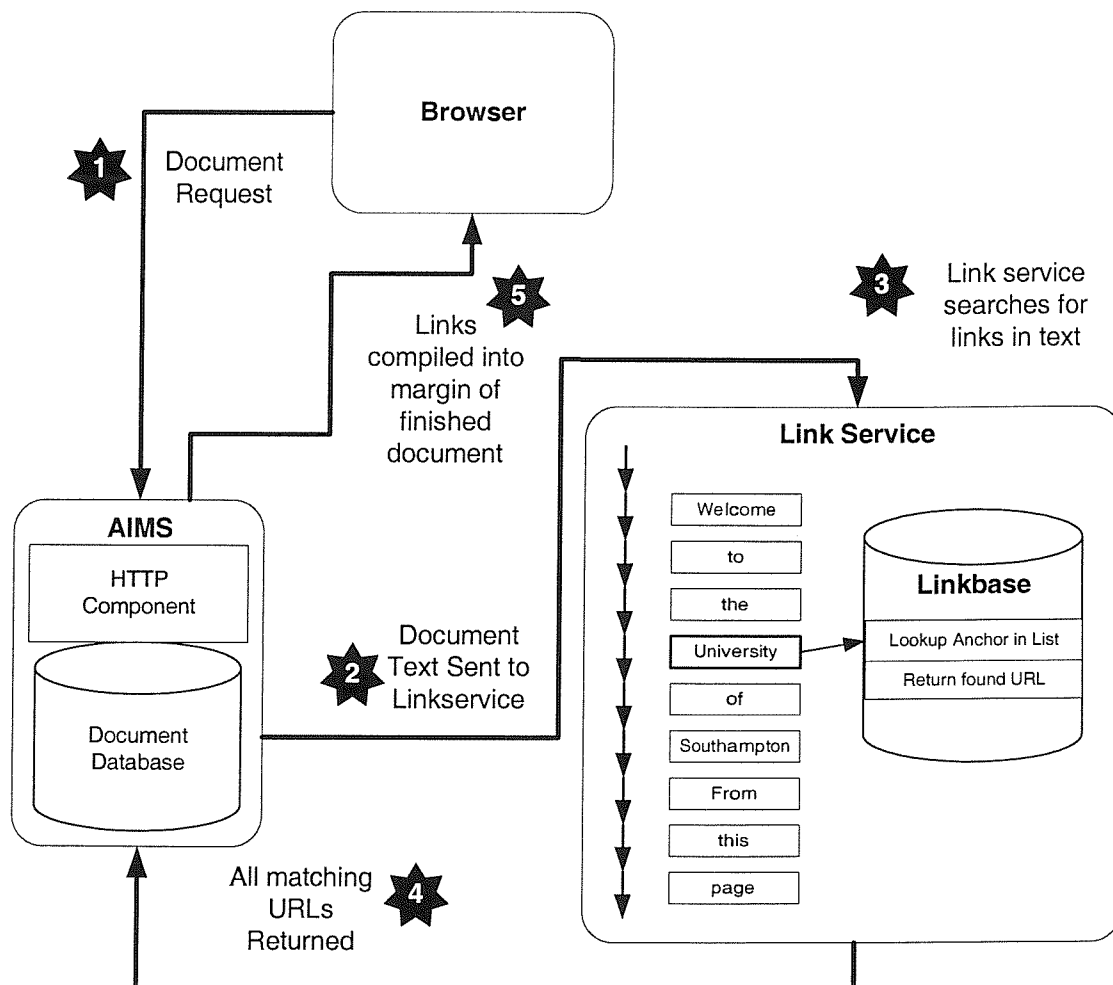 Browser
1
Document
Request
5
Links
compiled into
margin of
finished
document
3
Link service
searches for
links in text
AIMS
HTTP
Component
Document
Database
2
Document
Text Sent to
Linkservice
Link Service
Welcome
to
the
University
of
Southampton
From
this
page
Linkbase
Lookup Anchor in List
Return found URL
4
All matching
URLs
Returned